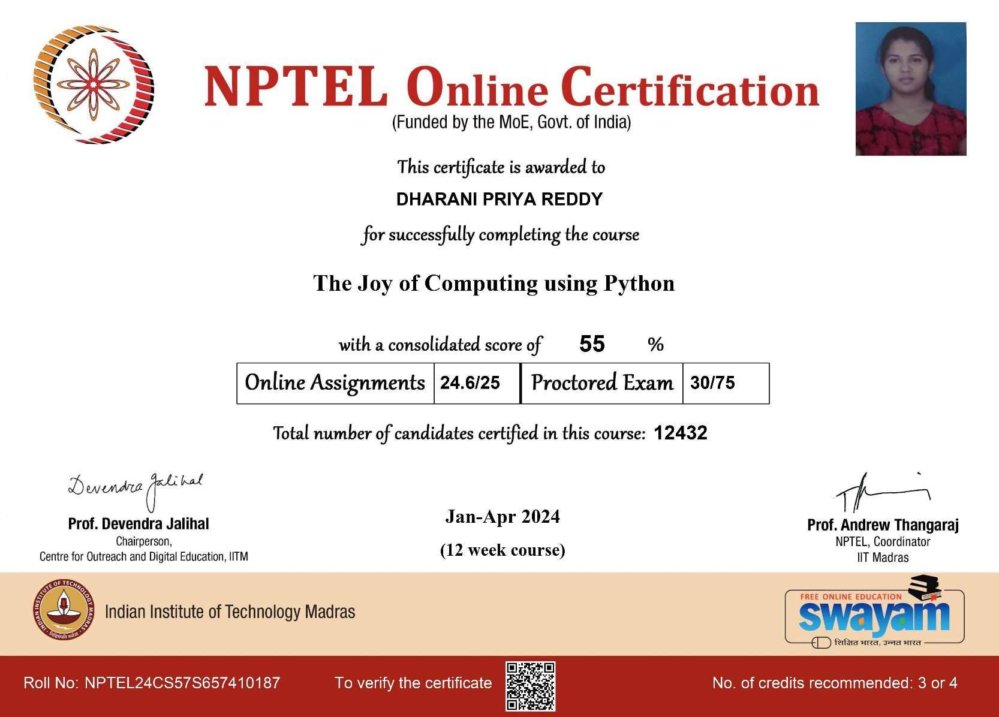 NPTEL Online Certification
(Funded by the MoE, Govt. of India)
This certificate is awarded to
DHARANI PRIYA REDDY
for successfully completing the course
The Joy of Computing using Python
with a consolidated score of 55 %
Online Assignments 24.6/25 Proctored Exam 30/75
Total number of candidates certified in this course: 12432
Devendra Jalihal
Prof. Devendra Jalihal
Chairperson,
Centre for Outreach and Digital Education, IITM
Jan-Apr 2024
(12 week course)
Prof. Andrew Thangaraj
NPTEL, Coordinator
IIT Madras
INDIAN INSTITUTE OF TECHNOLOGY MADRAS
सिद्धिर्भवति कर्मजा
Indian Institute of Technology Madras
FREE ONLINE EDUCATION
swayam
शिक्षित भारत, उन्नत भारत
Roll No: NPTEL24CS57S657410187
To verify the certificate
No. of credits recommended: 3 or 4